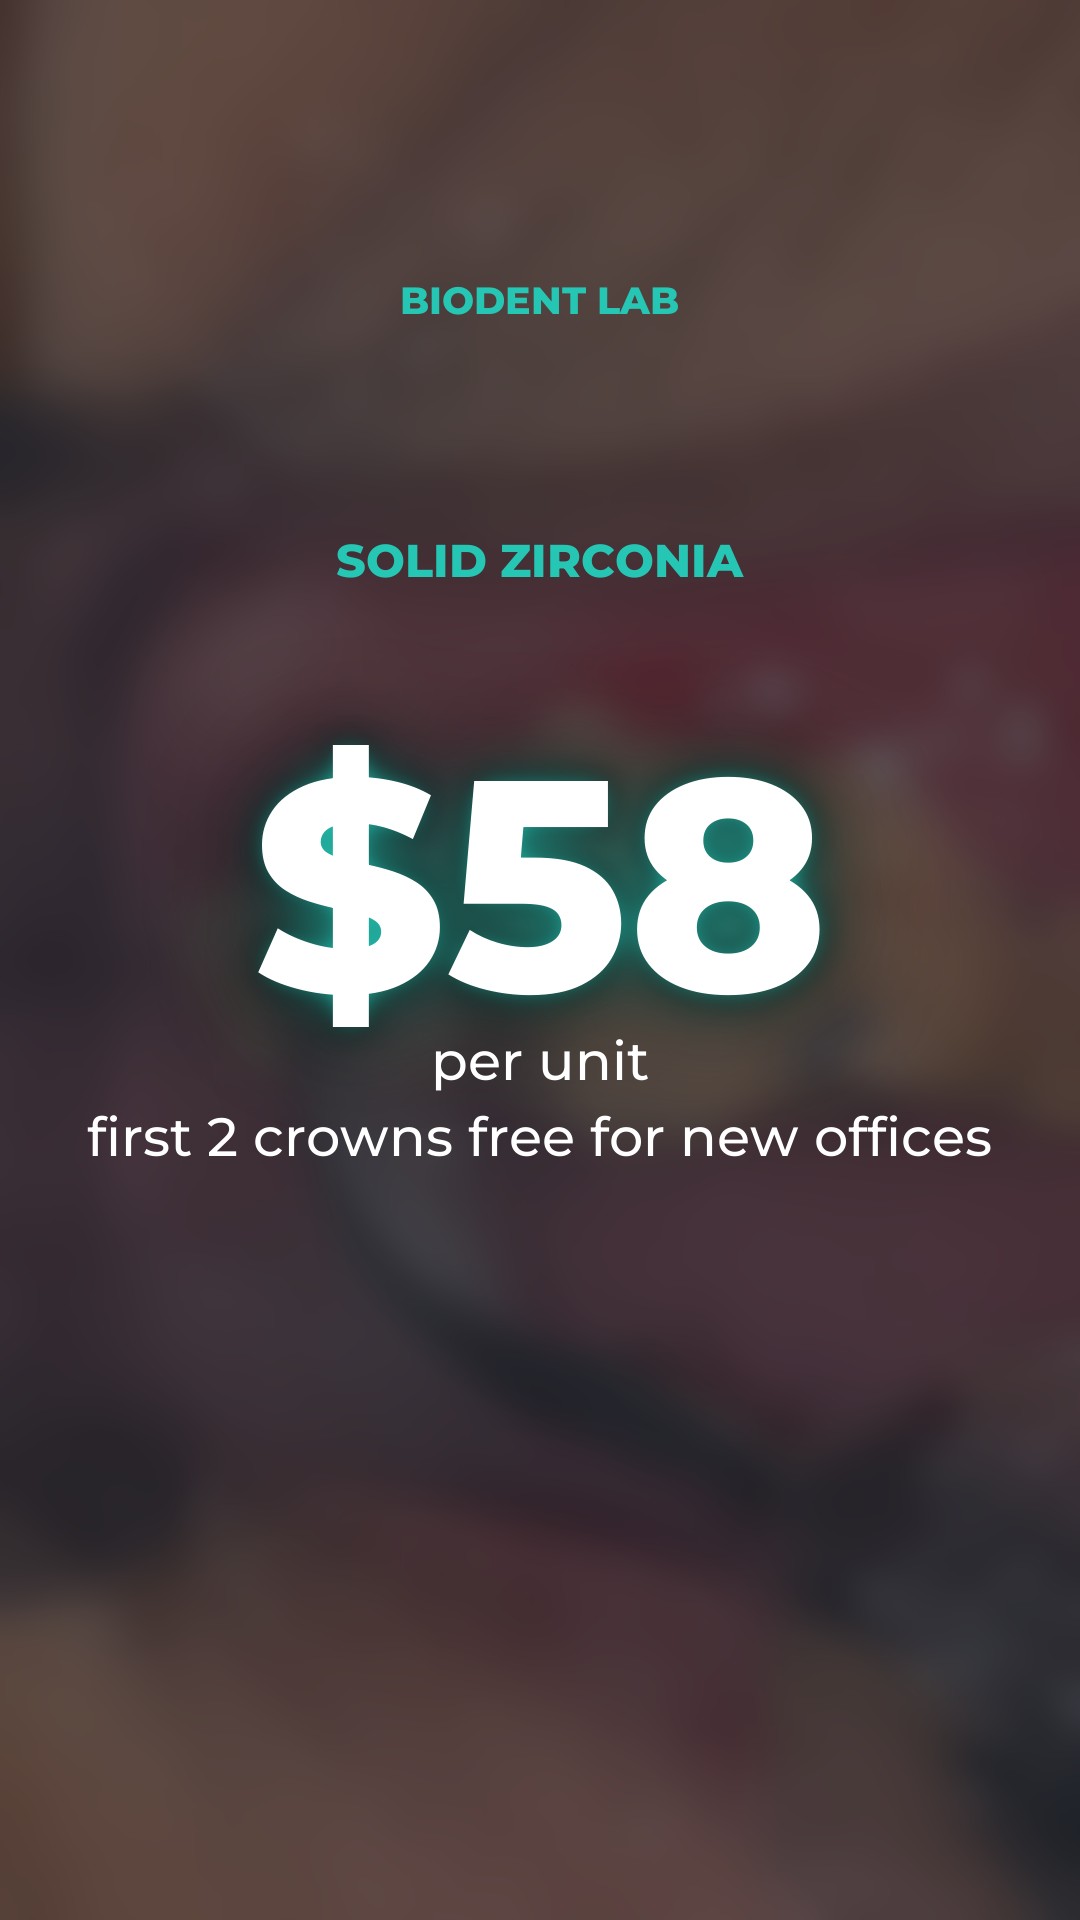 BIODENT LAB
SOLID ZIRCONIA
$58
per unit
first 2 crowns free for new offices